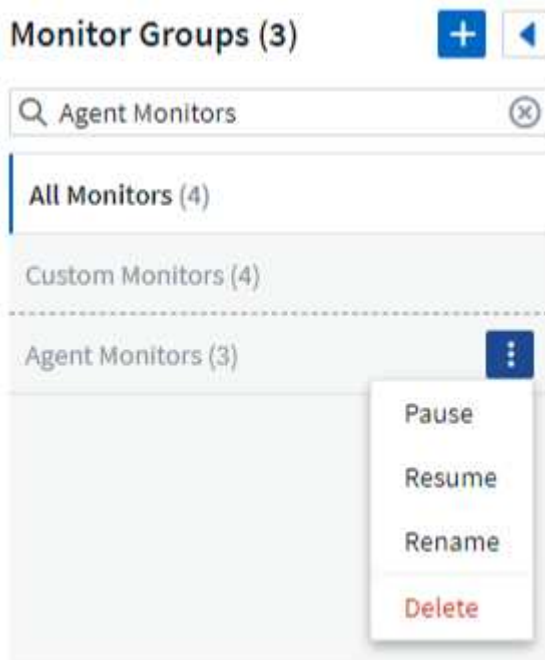 Monitor Groups (3)
Agent Monitors
All Monitors (4)
Custom Monitors (4)
Agent Monitors (3)
Pause
Resume
Rename
Delete